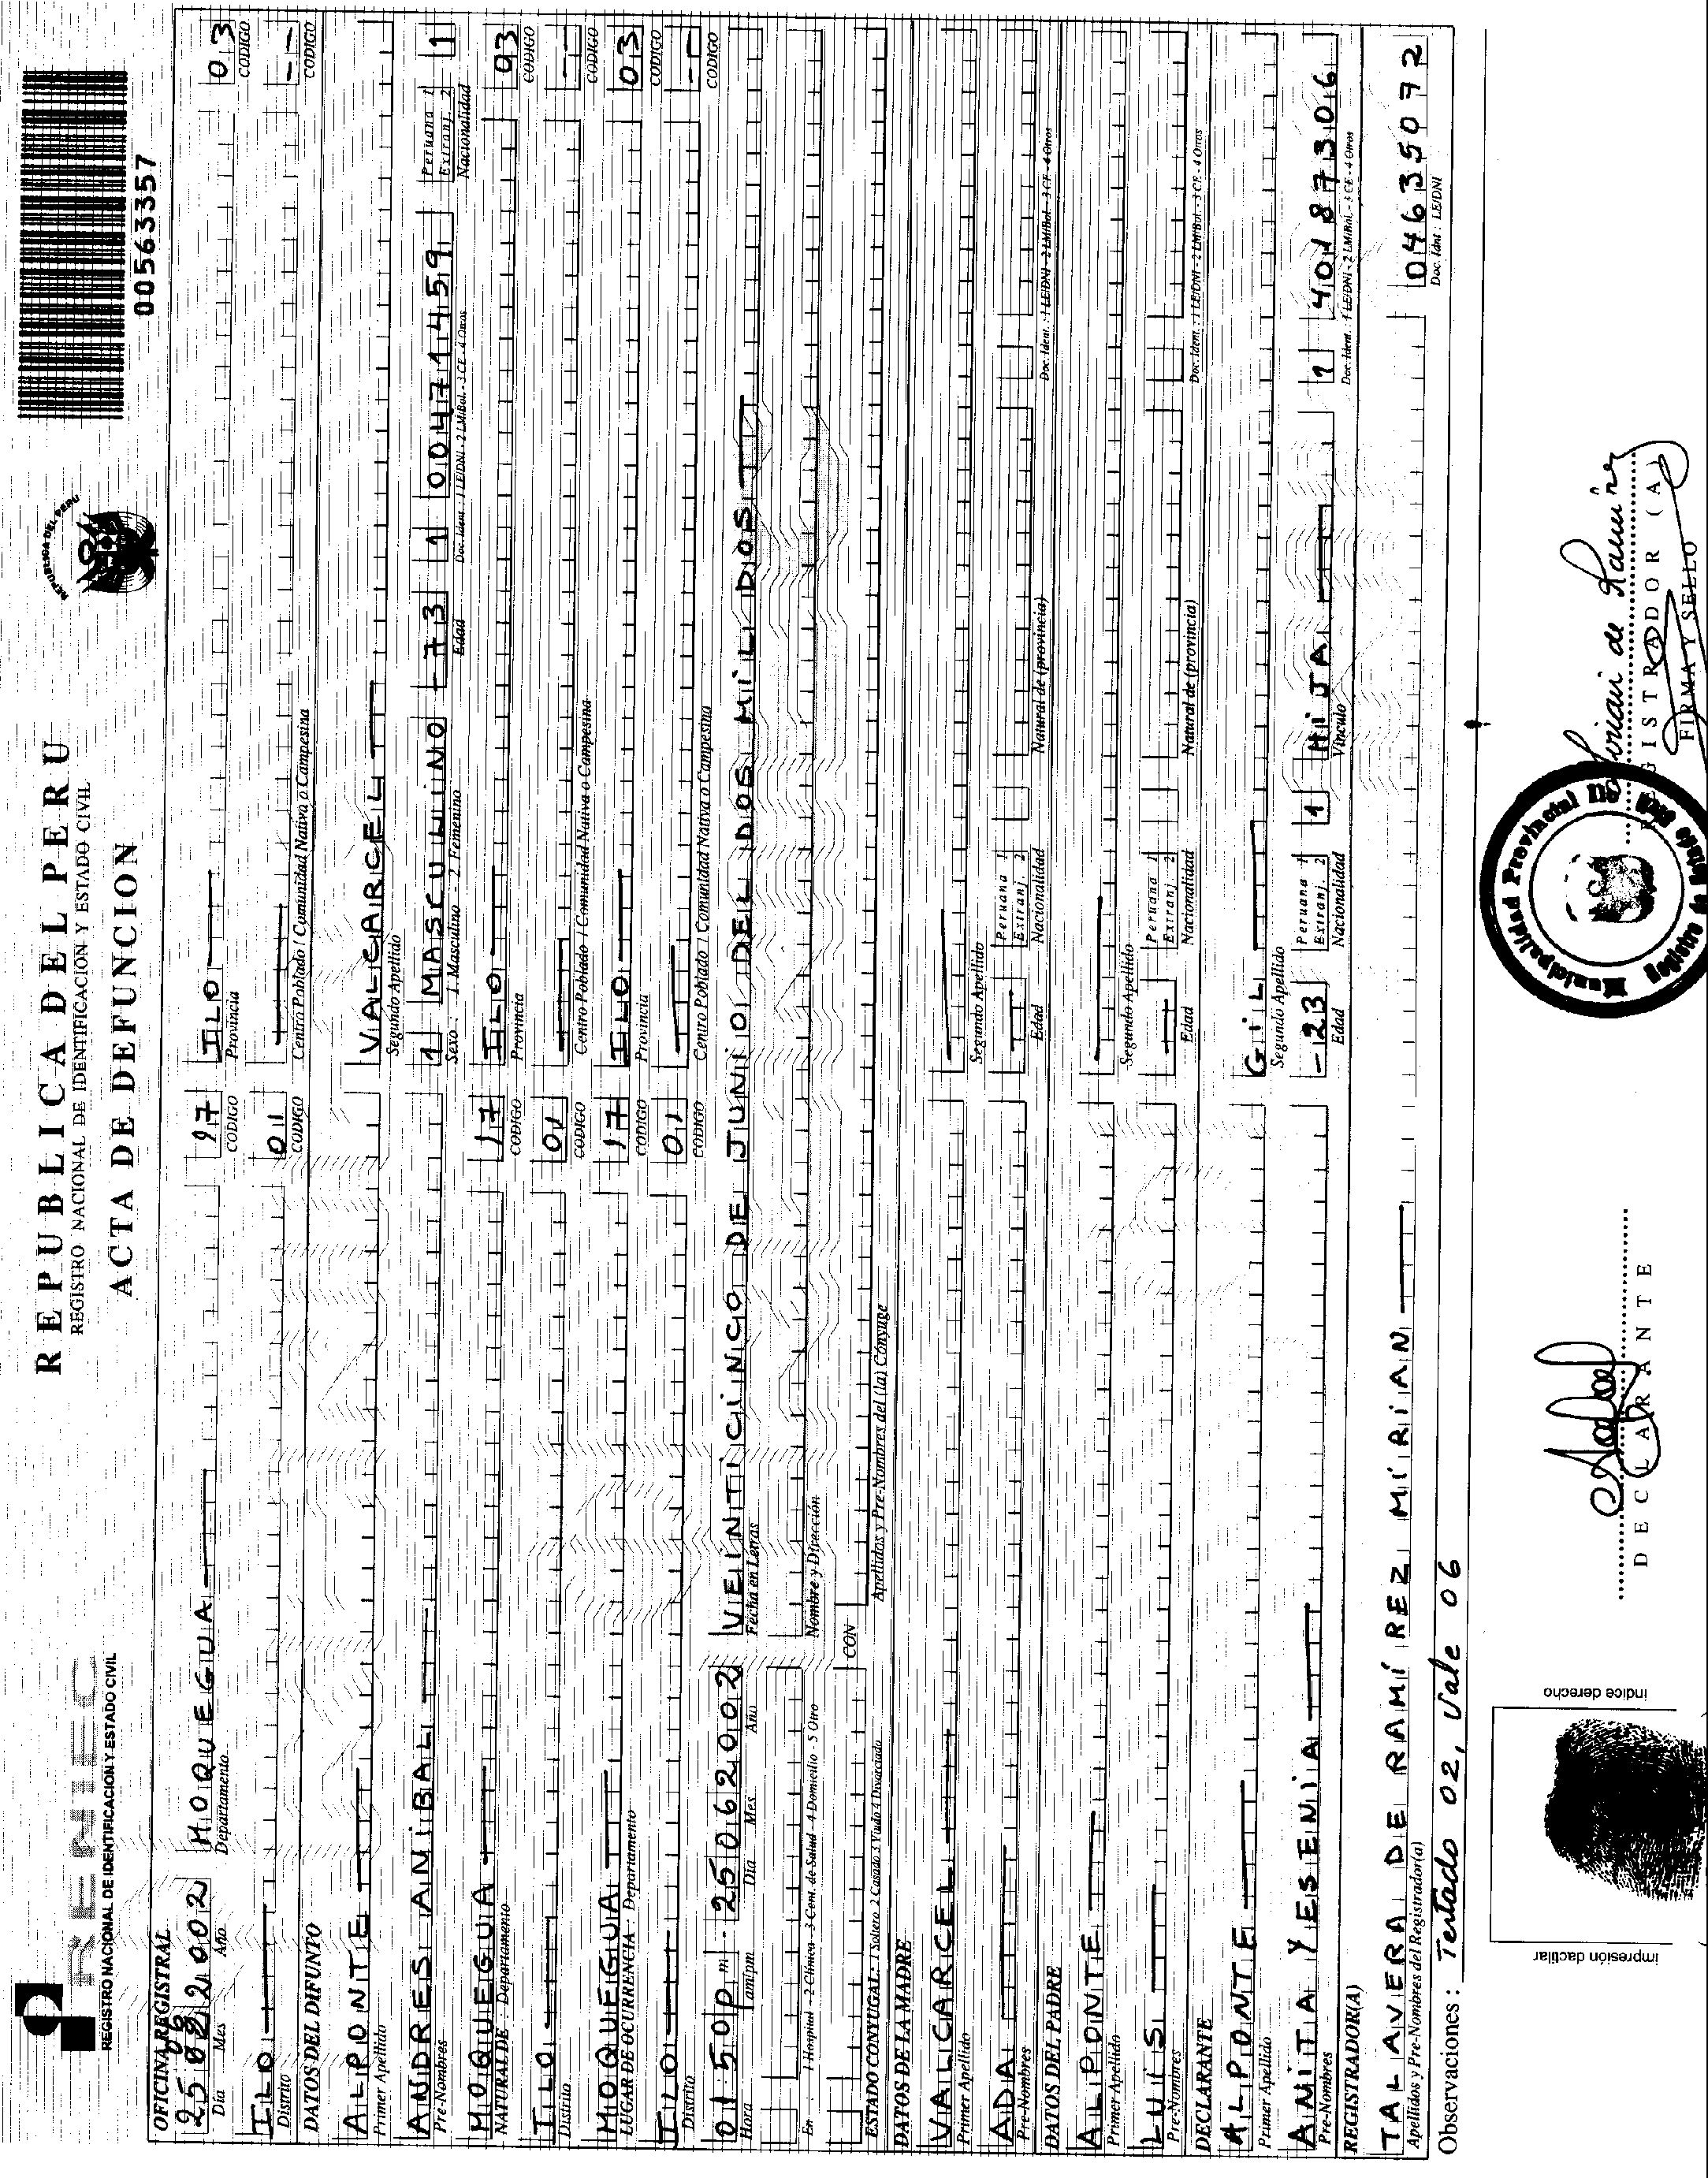 RENIEC
REGISTRO NACIONAL DE IDENTIFICACION Y ESTADO CIVIL
REPUBLICA DEL PERU
REGISTRO NACIONAL DE IDENTIFICACION Y ESTADO CIVIL
ACTA DE DEFUNCION
REPUBLICA DEL PERU
00563357
OFICINA REGISTRAL
06
25 02 2002 MOQUEGUA 17 ILO 03
Día Mes Año Departamento CODIGO Provincia CODIGO
ILO 01 --
Distrito CODIGO Centro Poblado / Comunidad Nativa o Campesina CODIGO
DATOS DEL DIFUNTO
ALPONTE VALCARCEL
Primer Apellido Segundo Apellido
ANDRES ANIBAL 1 MASCULINO 73 1 00471459 Peruana 1 Extranj. 2 1
Pre-Nombres Sexo : 1. Masculino - 2. Femenino Edad Doc. Ident. 1 LE/DNI - 2 LM/Bol. - 3 CE - 4 Otros Nacionalidad
MOQUEGUA 17 ILO 03
NATURAL DE - Departamento CODIGO Provincia CODIGO
ILO 01 --
Distrito CODIGO Centro Poblado / Comunidad Nativa o Campesina CODIGO
MOQUEGUA 17 ILO 03
LUGAR DE OCURRENCIA - Departamento CODIGO Provincia CODIGO
ILO 01 --
Distrito CODIGO Centro Poblado / Comunidad Nativa o Campesina CODIGO
01 50 pm 25 06 2002 VEINTICINCO DE JUNIO DEL DOS MIL DOS
Hora am/pm Día Mes Año Fecha en Letras
En : 1 Hospital - 2 Clínica - 3 Cent. de Salud - 4 Domicilio - 5 Otro Nombre y Dirección
CON
ESTADO CONYUGAL: 1 Soltero 2 Casado 3 Viudo 4 Divorciado Apellidos y Pre-Nombres del (la) Cónyuge
DATOS DE LA MADRE
VALCARCEL
Primer Apellido Segundo Apellido
ADA Peruana 1 Extranj. 2
Pre-Nombres Edad Nacionalidad Natural de (provincia) Doc. Ident. : 1 LE/DNI - 2 LM/Bol. - 3 CE - 4 Otros
DATOS DEL PADRE
ALPONTE
Primer Apellido Segundo Apellido
LUIS Peruana 1 Extranj. 2
Pre-Nombres Edad Nacionalidad Natural de (provincia) Doc. Ident. : 1 LE/DNI - 2 LM/Bol. - 3 CE - 4 Otros
DECLARANTE
ALPONTE GIL
Primer Apellido Segundo Apellido
ANITA YESENIA -23 Peruana 1 Extranj. 2 1 HIJA 1 40187306
Pre-Nombres Edad Nacionalidad Vínculo Doc. Ident. : 1 LE/DNI - 2 LM/Bol. - 3 CE - 4 Otros
REGISTRADOR(A)
TALAVERA DE RAMIREZ MIRIAN 04635072
Apellidos y Pre-Nombres del Registrador(a) Doc. Idnt : LE/DNI
Observaciones : Testado 02, Vale 06
impresión dactilar
indice derecho
DECLARANTE
Municipalidad Provincial Ilo
Mirian de Ramírez
REGISTRADOR (A)
FIRMA Y SELLO